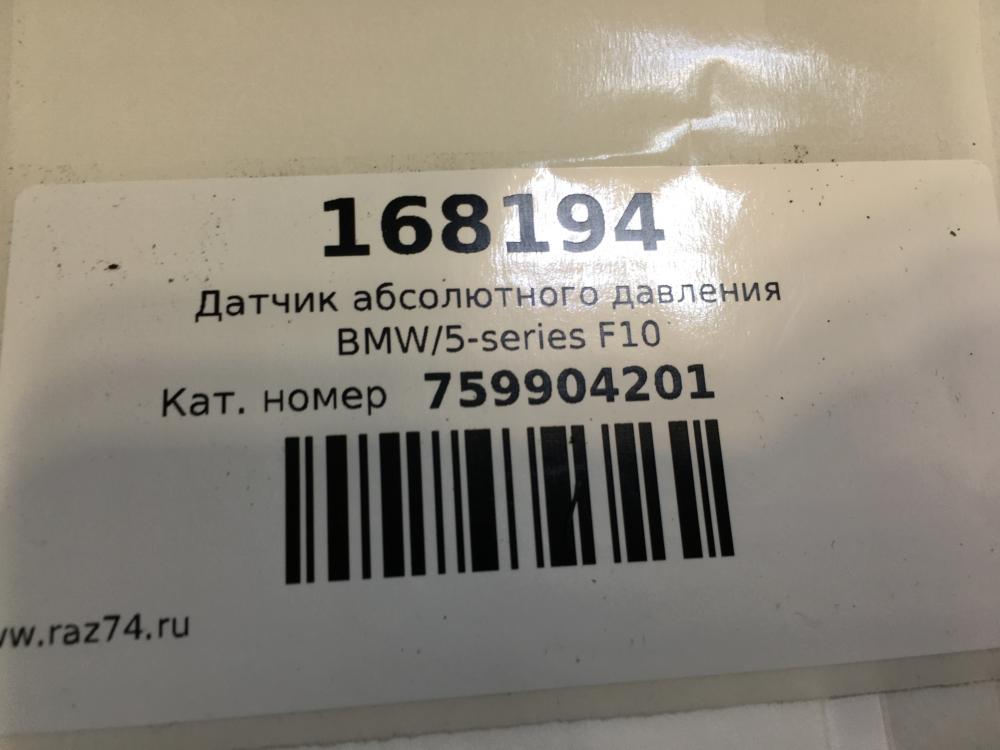 168194
Датчик абсолютного давления
BMW/5-series F10
Кат. номер 759904201
ww.raz74.ru